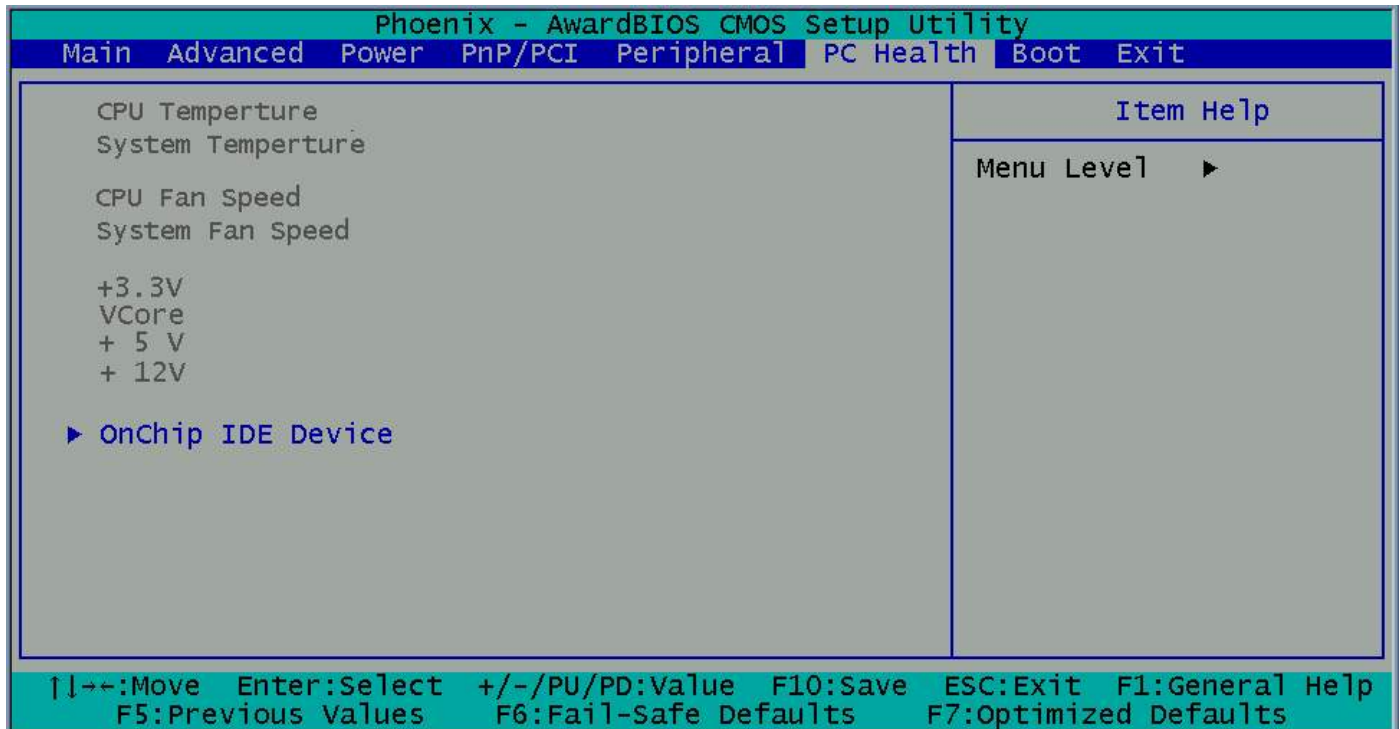 Phoenix - AwardBIOS CMOS Setup Utility
Main Advanced Power PnP/PCI Peripheral PC Health Boot Exit
CPU Temperture
System Temperture
CPU Fan Speed
System Fan Speed
+3.3V
VCore
+ 5 V
+ 12V
▶ OnChip IDE Device
Item Help
Menu Level ▶
↑↓→←:Move Enter:Select +/-/PU/PD:Value F10:Save ESC:Exit F1:General Help
F5:Previous Values F6:Fail-Safe Defaults F7:Optimized Defaults